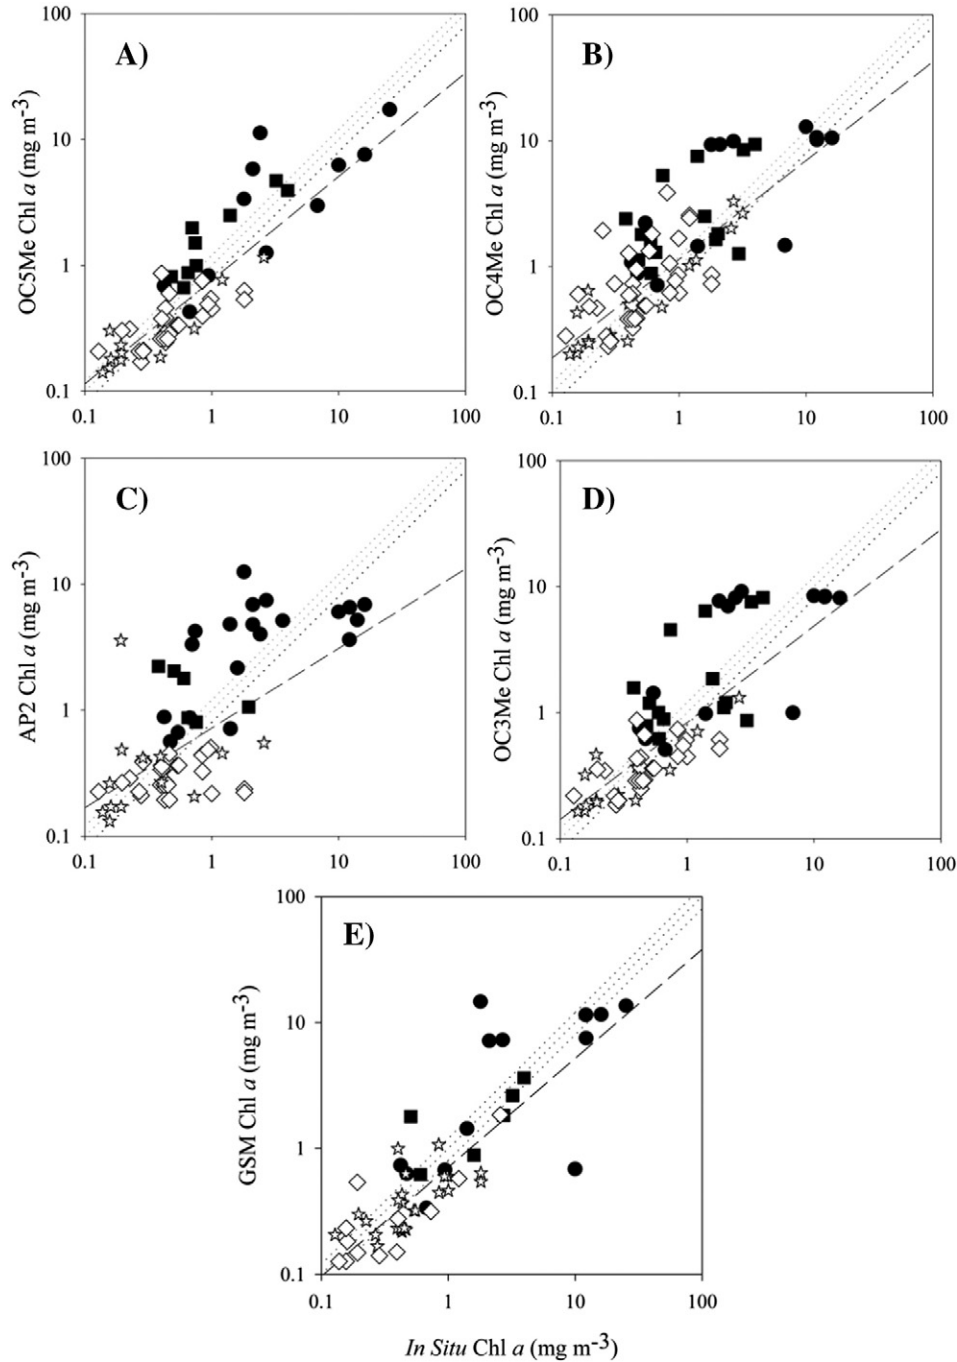 A)
OC5Me Chl a (mg m-3)
100
10
1
0.1
0.1 1 10 100
B)
OC4Me Chl a (mg m-3)
100
10
1
0.1
0.1 1 10 100
C)
AP2 Chl a (mg m-3)
100
10
1
0.1
0.1 1 10 100
D)
OC3Me Chl a (mg m-3)
100
10
1
0.1
0.1 1 10 100
E)
GSM Chl a (mg m-3)
100
10
1
0.1
0.1 1 10 100
In Situ Chl a (mg m-3)